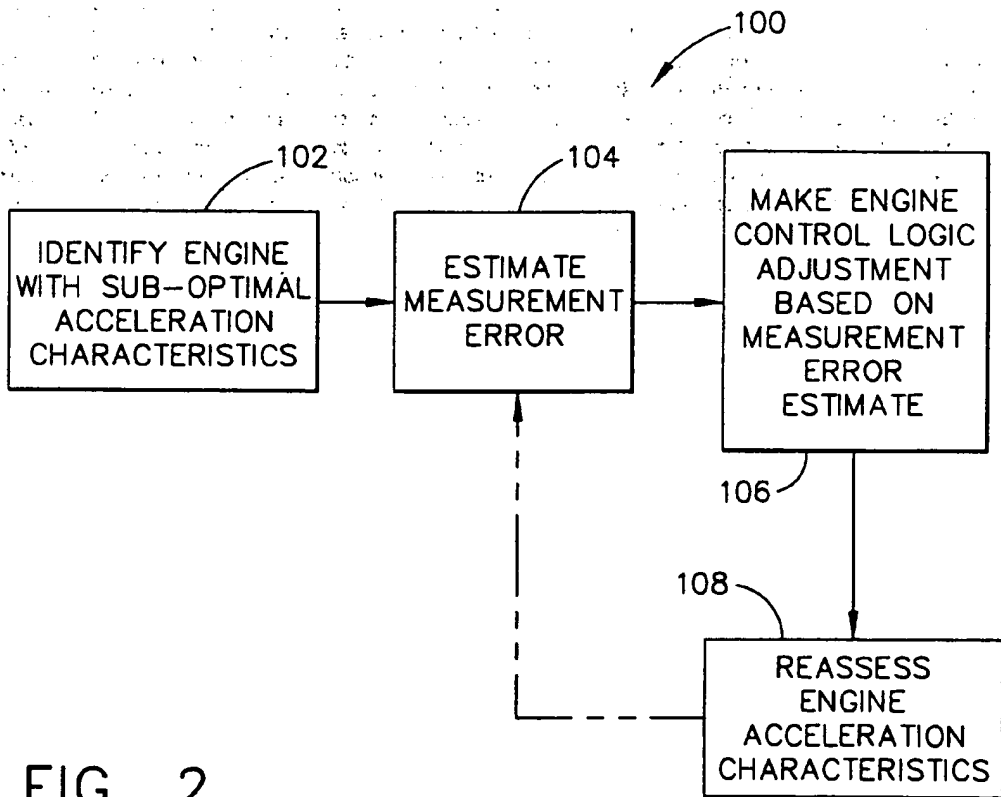 100
102
IDENTIFY ENGINE
WITH SUB-OPTIMAL
ACCELERATION
CHARACTERISTICS
104
ESTIMATE
MEASUREMENT
ERROR
MAKE ENGINE
CONTROL LOGIC
ADJUSTMENT
BASED ON
MEASUREMENT
ERROR
ESTIMATE
106
108
REASSESS
ENGINE
ACCELERATION
CHARACTERISTICS
FIG. 2